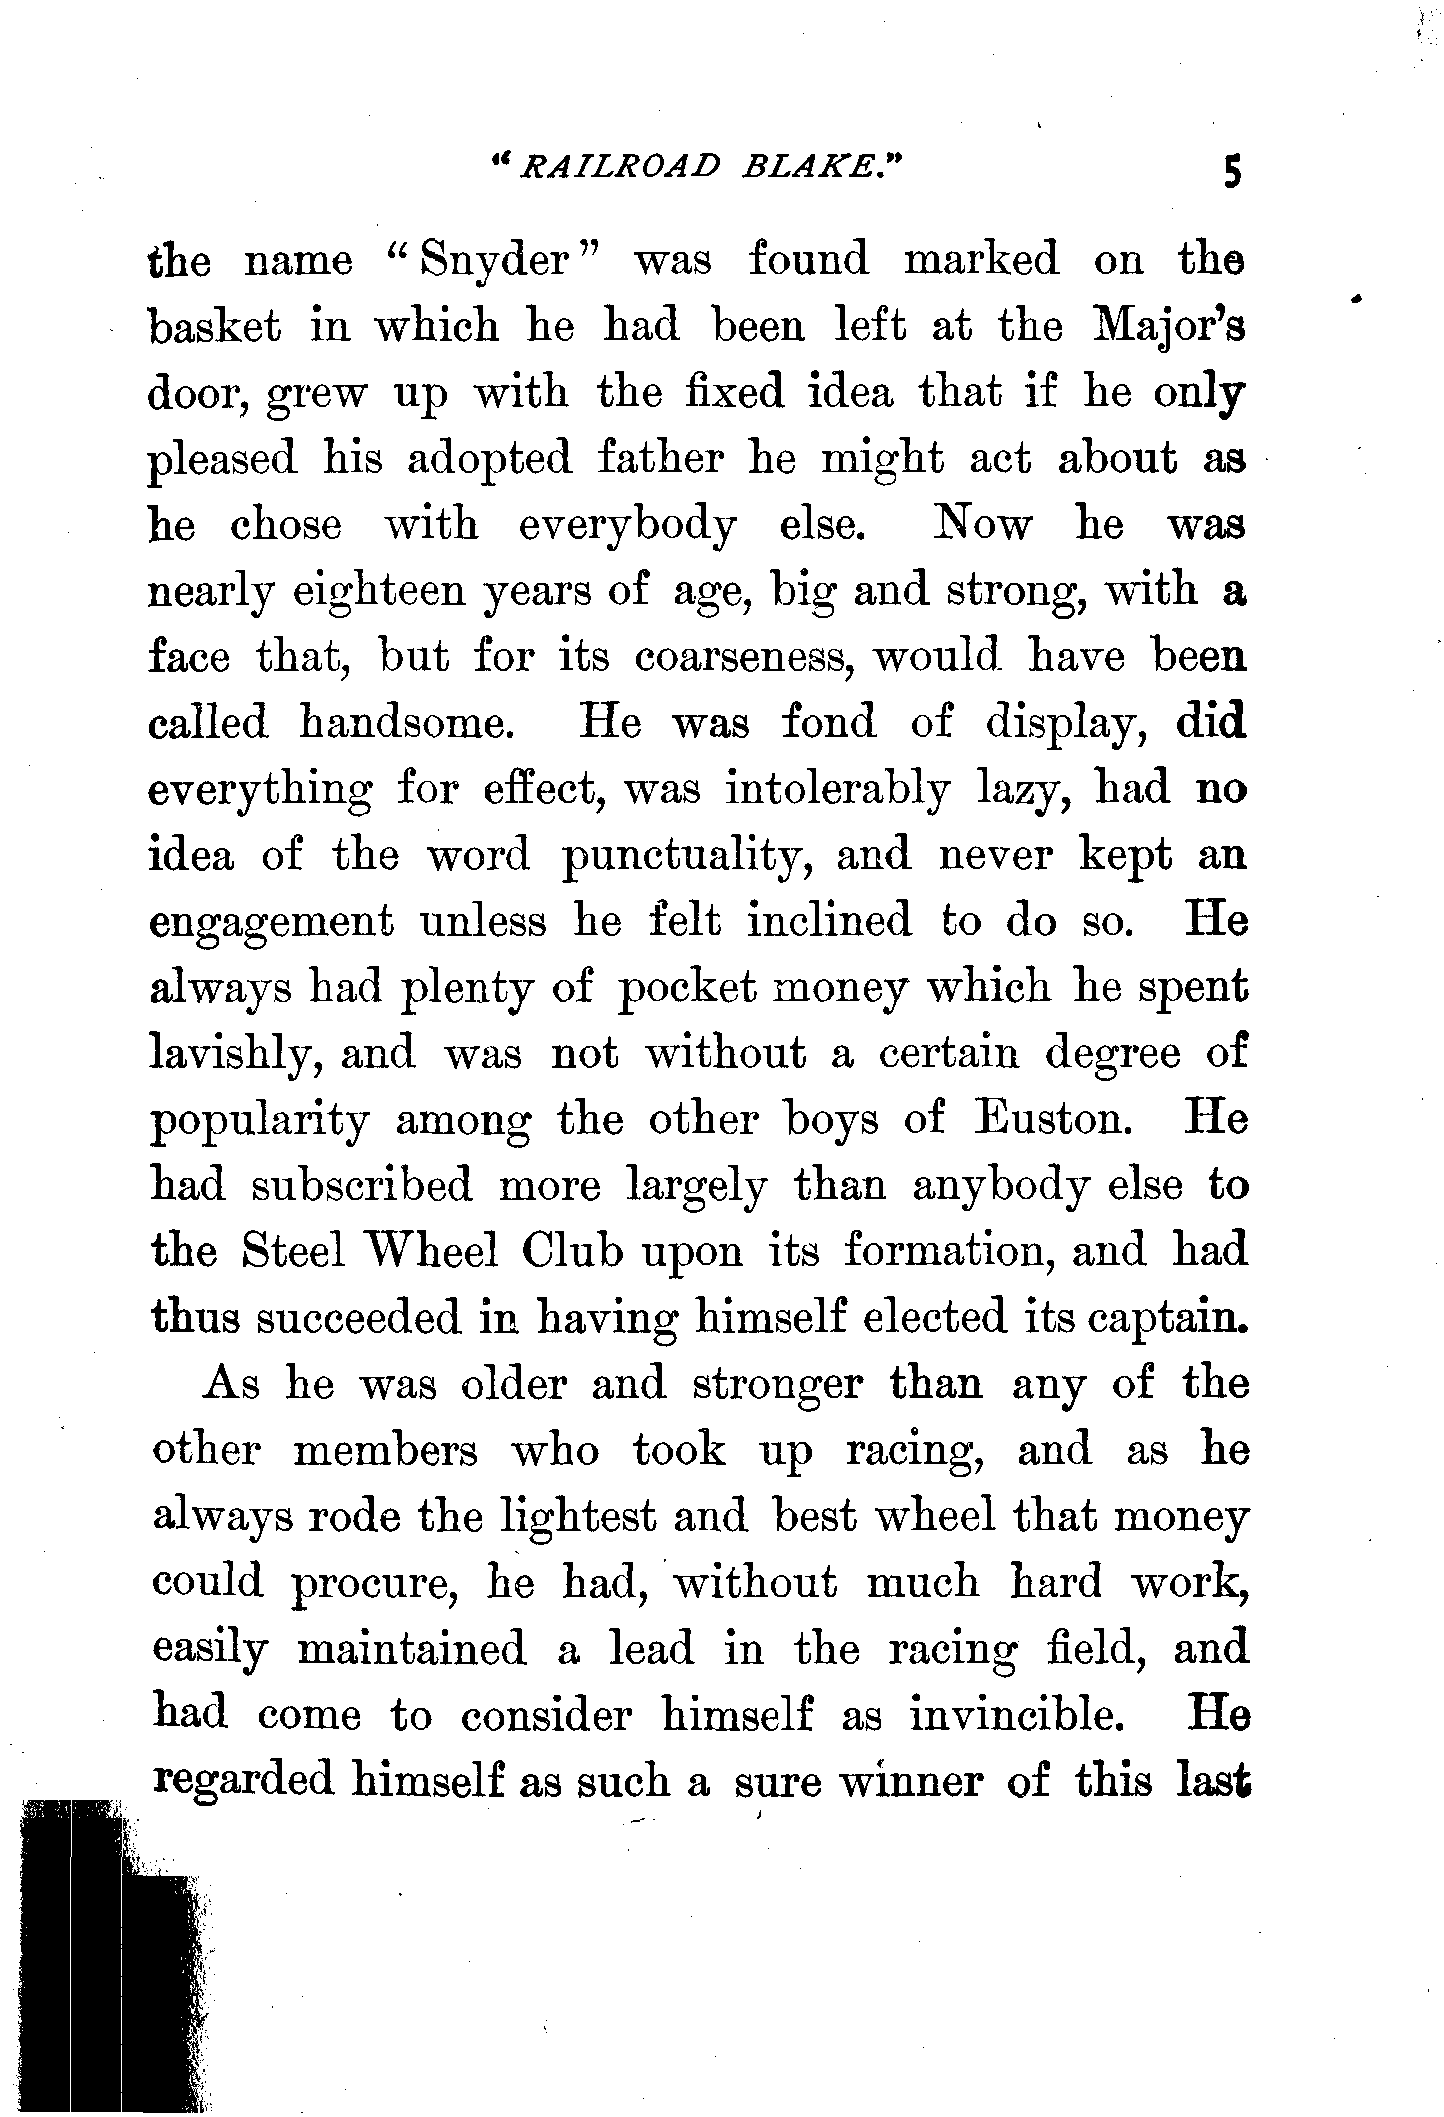 “RAILROAD BLAKE.” 5
the name “Snyder” was found marked on the
basket in which he had been left at the Major’s
door, grew up with the fixed idea that if he only
pleased his adopted father he might act about as
he chose with everybody else. Now he was
nearly eighteen years of age, big and strong, with a
face that, but for its coarseness, would have been
called handsome. He was fond of display, did
everything for effect, was intolerably lazy, had no
idea of the word punctuality, and never kept an
engagement unless he felt inclined to do so. He
always had plenty of pocket money which he spent
lavishly, and was not without a certain degree of
popularity among the other boys of Euston. He
had subscribed more largely than anybody else to
the Steel Wheel Club upon its formation, and had
thus succeeded in having himself elected its captain.
As he was older and stronger than any of the
other members who took up racing, and as he
always rode the lightest and best wheel that money
could procure, he had, without much hard work,
easily maintained a lead in the racing field, and
had come to consider himself as invincible. He
regarded himself as such a sure winner of this last